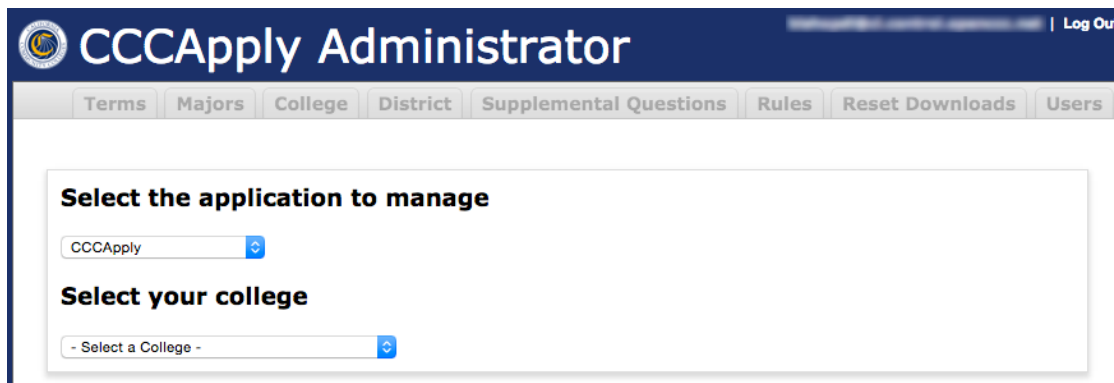 | Log Ou
CCCApply Administrator
Terms Majors College District Supplemental Questions Rules Reset Downloads Users
Select the application to manage
CCCApply
Select your college
- Select a College -